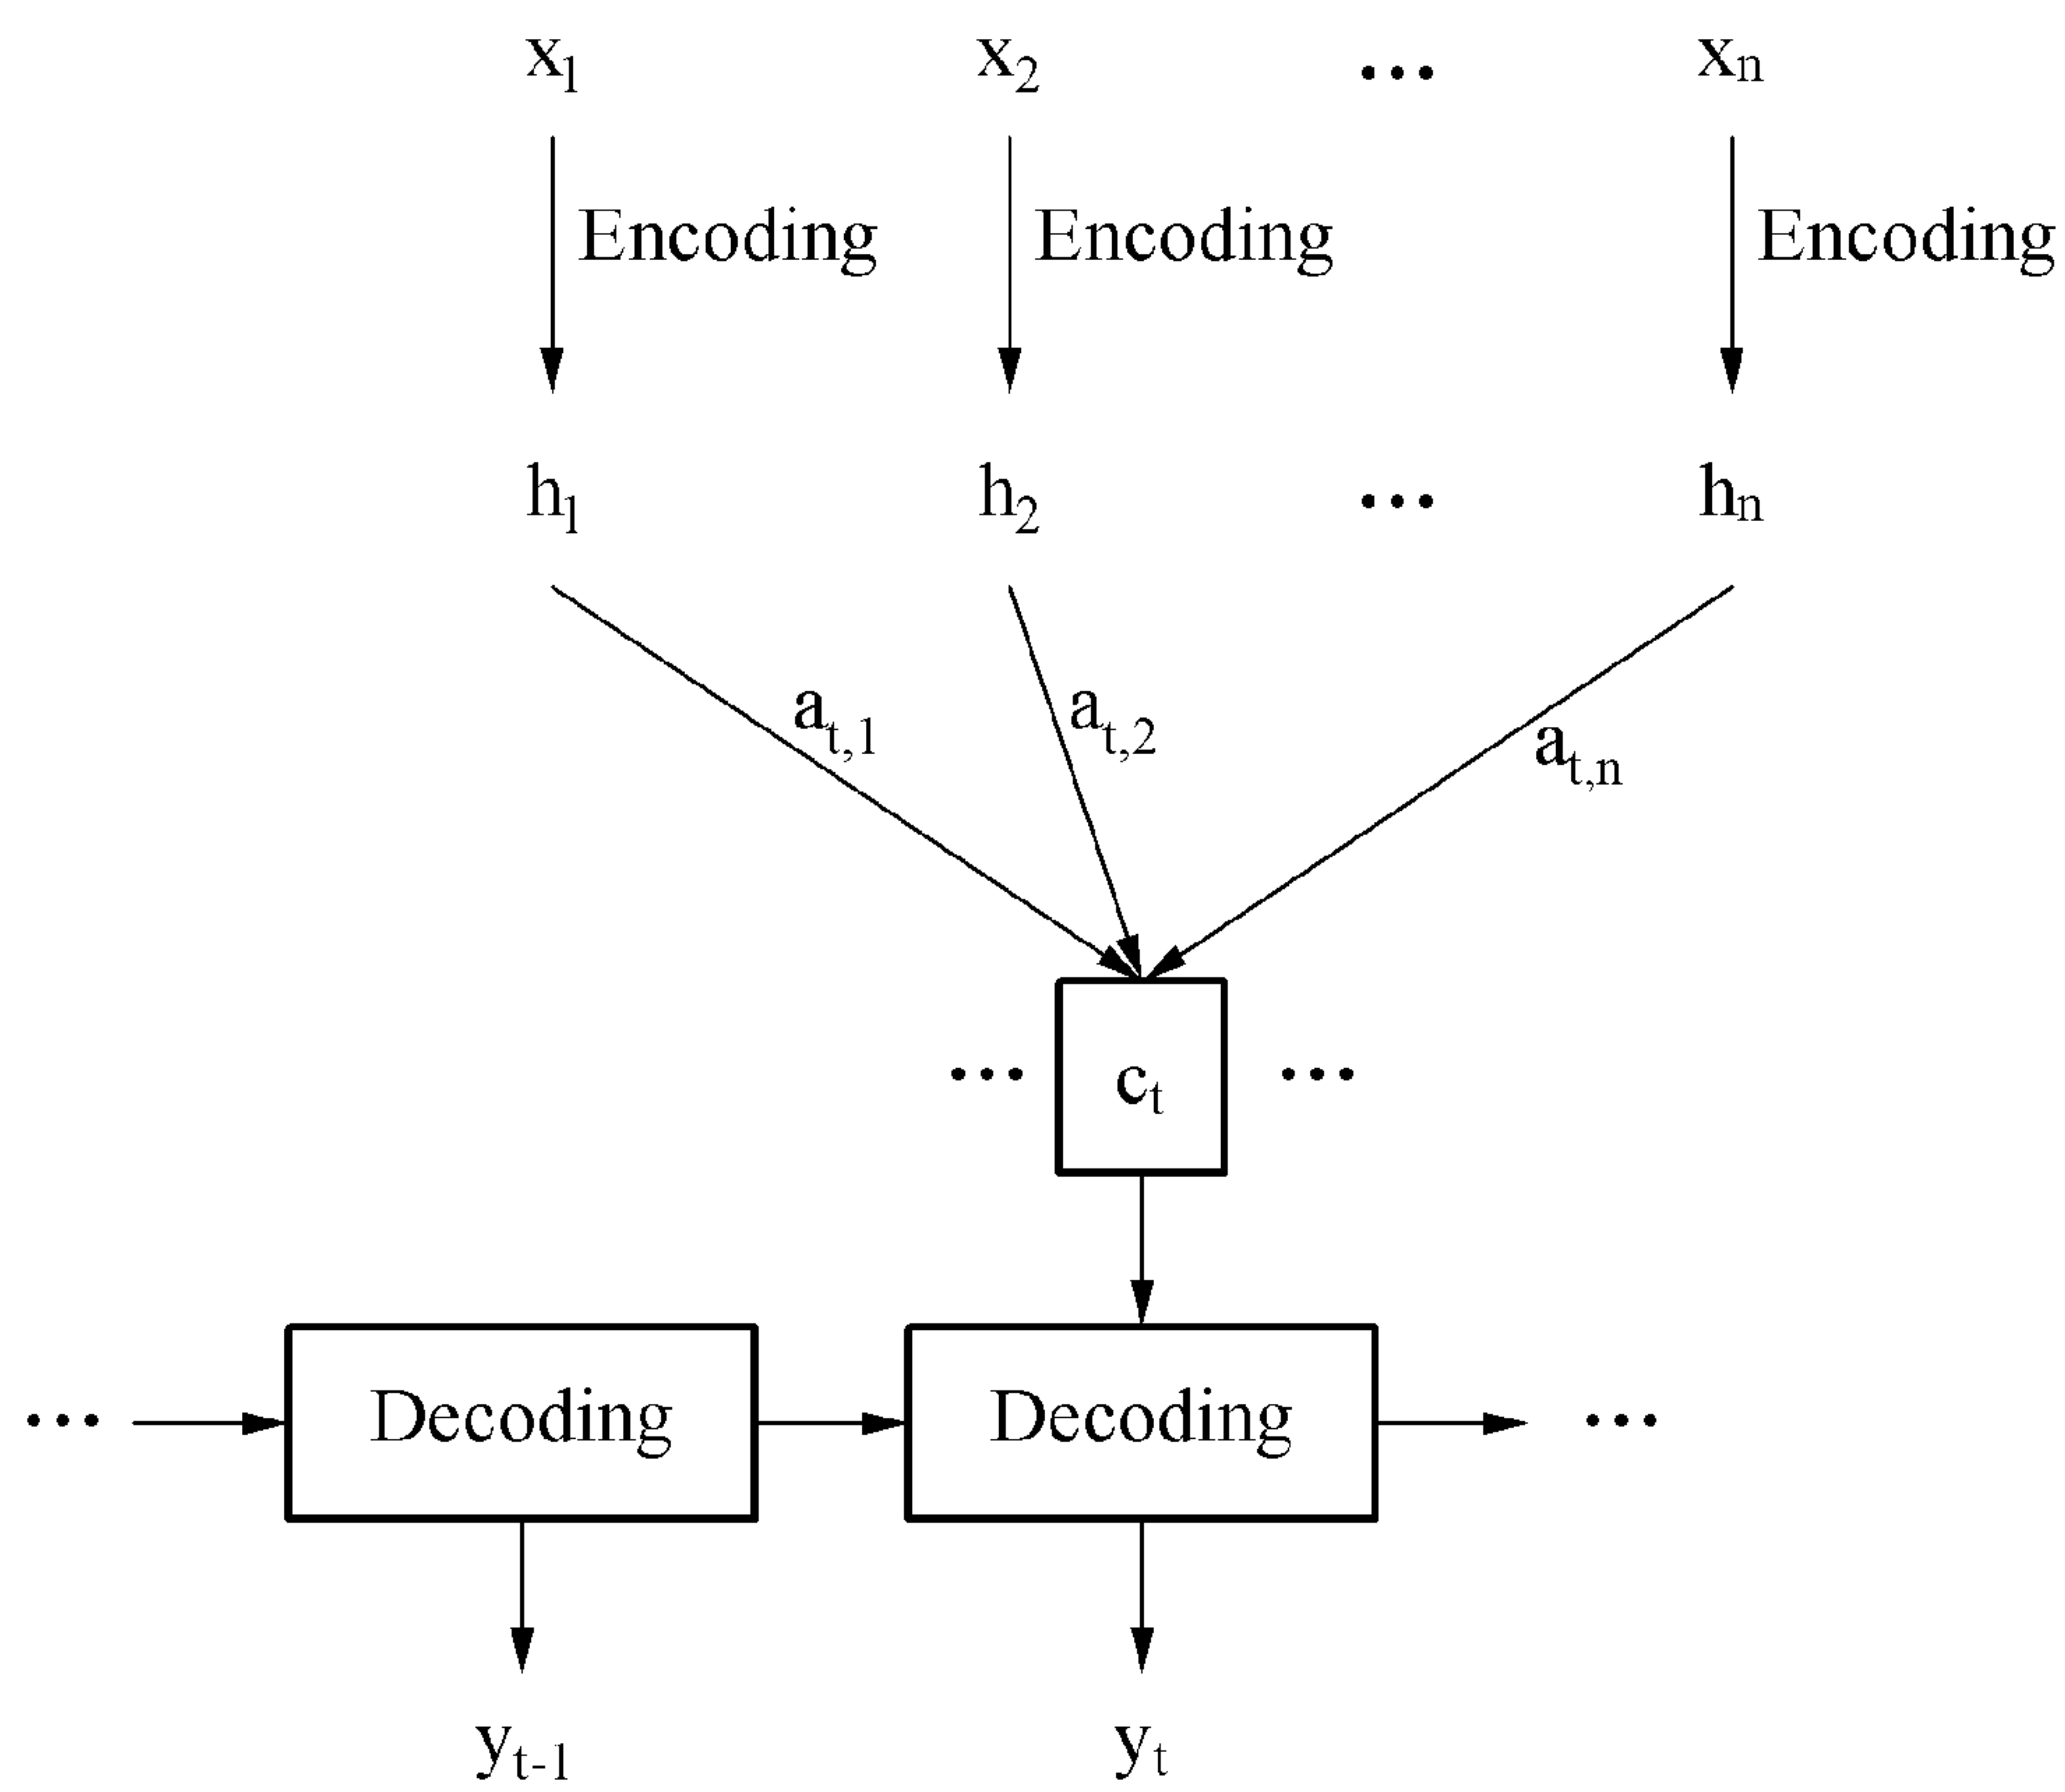 x1 x2 ... xn
Encoding Encoding Encoding
h1 h2 ... hn
at,1 at,2 at,n
... ct ...
... Decoding Decoding ...
yt-1 yt